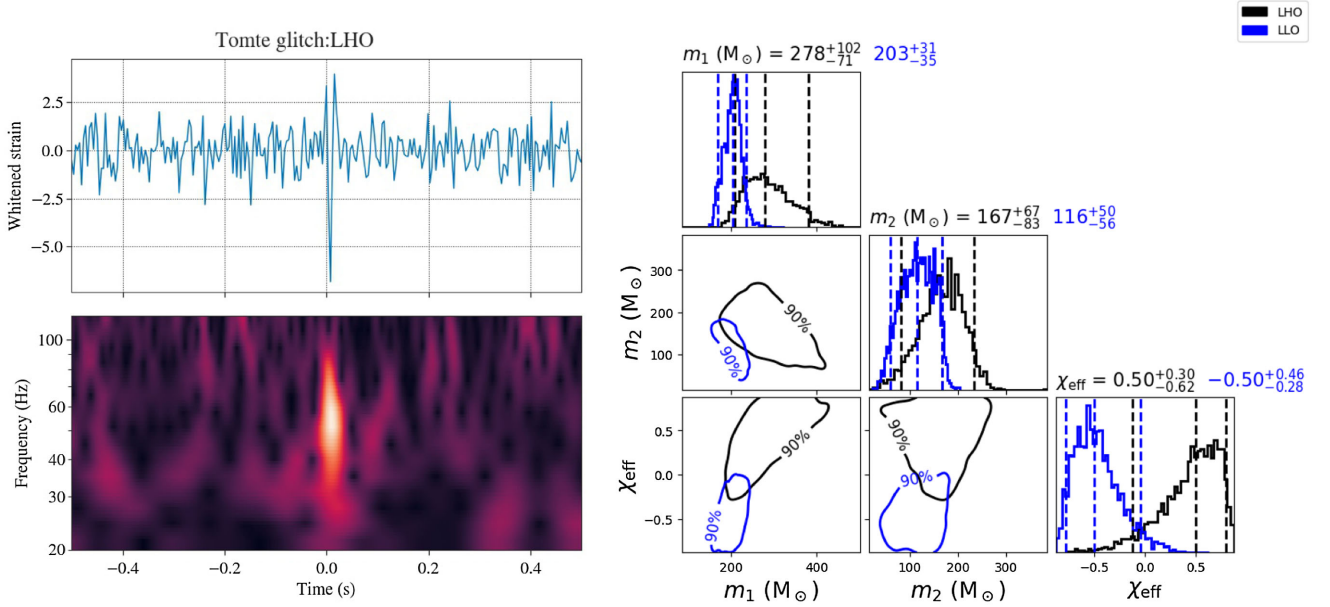 LHO
LLO
Tomte glitch:LHO
Whitened strain
2.5
0.0
−2.5
−5.0
Frequency (Hz)
100
60
40
30
20
−0.4
−0.2
0.0
0.2
0.4
Time (s)
m₁ (M☉) = 278⁺¹⁰²₋₇₁ 203⁺³¹₋₃₅
m₂ (M☉) = 167⁺⁶⁷₋₈₃ 116⁺⁵⁰₋₅₆
m₂ (M☉)
300
200
100
90%
90%
χeff = 0.50⁺⁰·³⁰₋₀.₆₂ −0.50⁺⁰·⁴⁶₋₀.₂₈
χeff
0.5
0.0
−0.5
90%
90%
90%
90%
200
400
m₁ (M☉)
100
200
300
m₂ (M☉)
−0.5
0.0
0.5
χeff